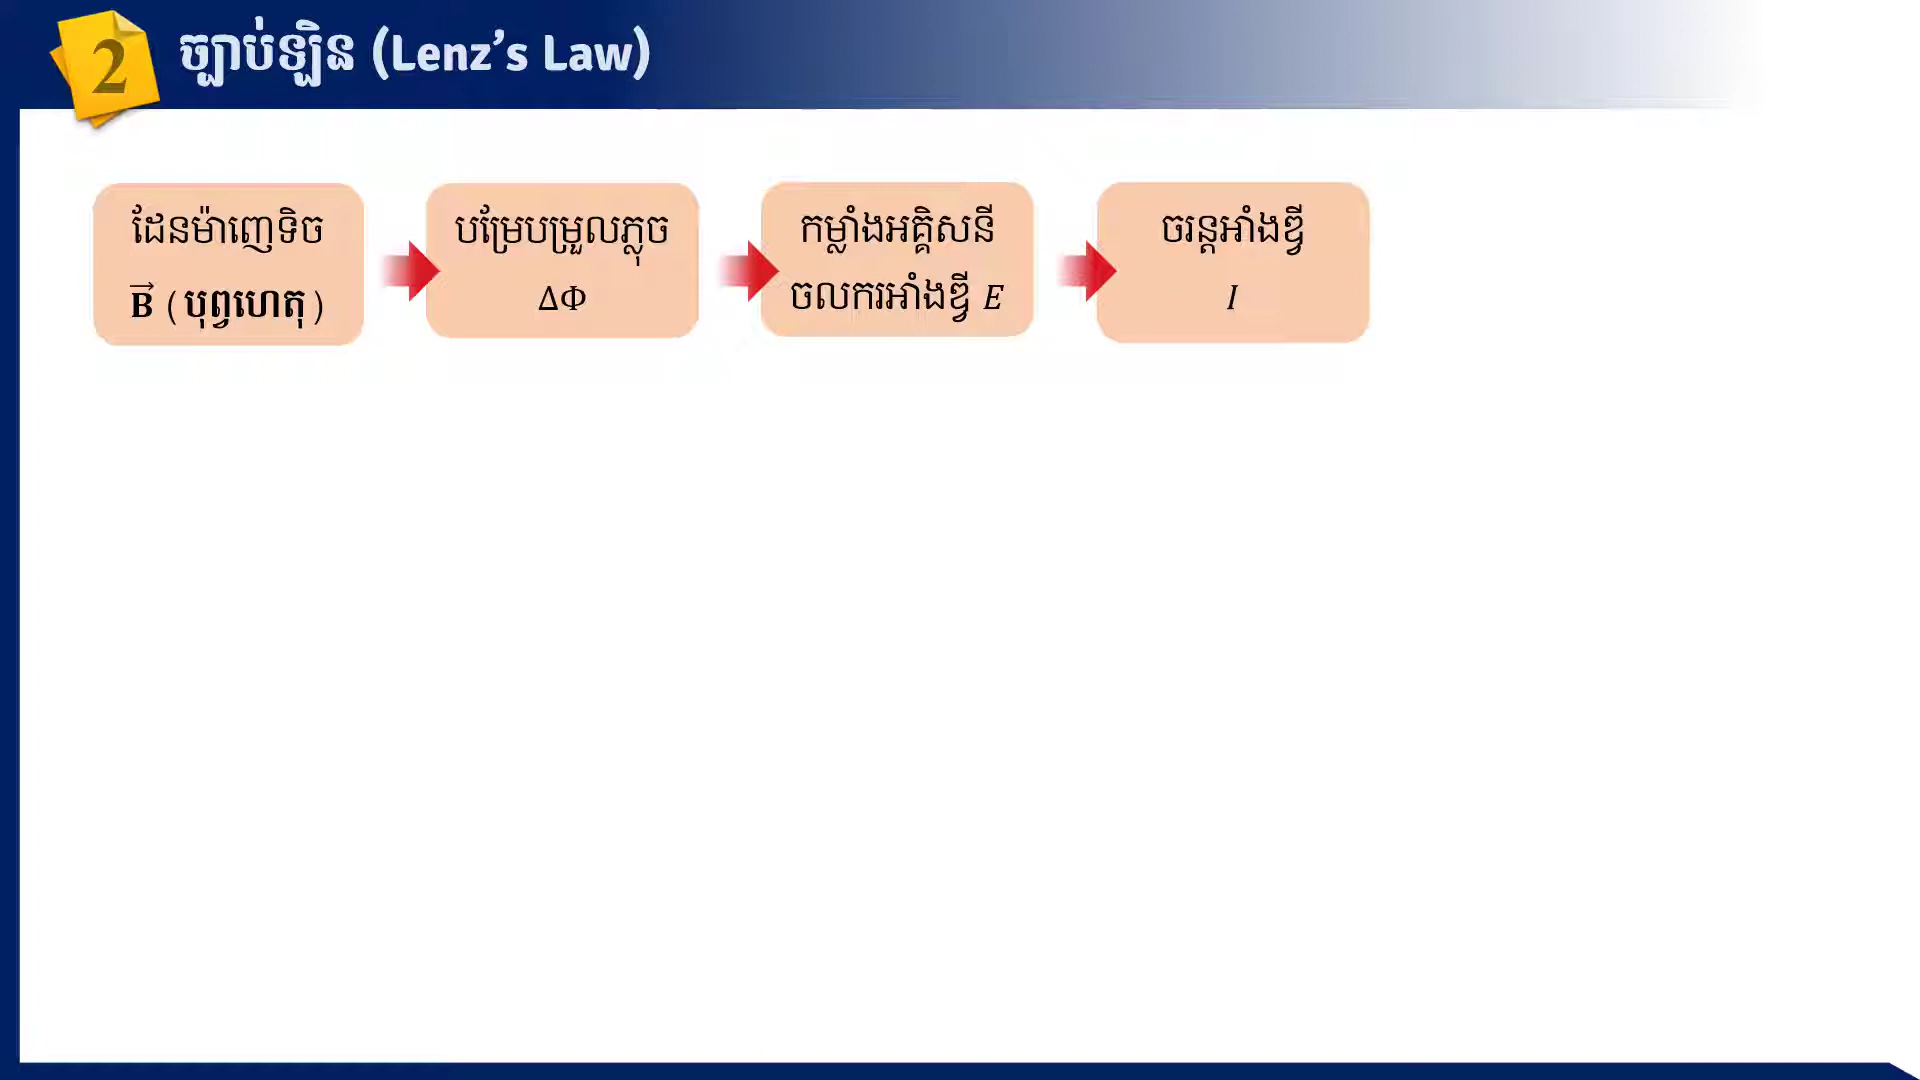 2
ច្បាប់ឡិន (Lenz’s Law)
ដែនម៉ាញេទិច
B⃗ (បុព្វហេតុ)
បម្រែបម្រួលភ្លុច
ΔΦ
កម្លាំងអគ្គិសនី
ចលករអាំងឌ្វី E
ចរន្តអាំងឌ្វី
I